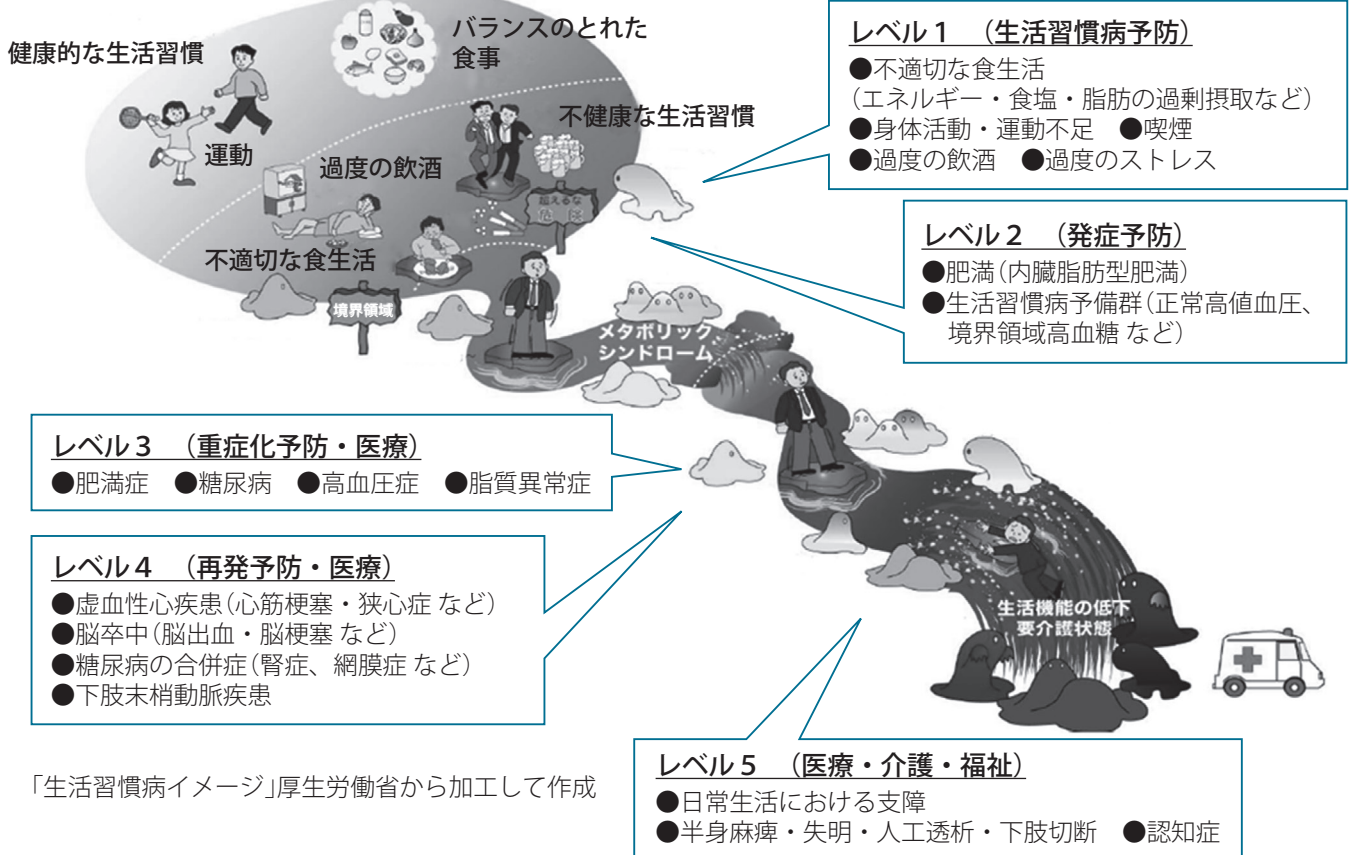 健康的な生活習慣
バランスのとれた
食事
運動
不健康な生活習慣
過度の飲酒
超えるな
危険
不適切な食生活
境界領域
メタボリック
シンドローム
レベル1 （生活習慣病予防）
●不適切な食生活
（エネルギー・食塩・脂肪の過剰摂取など）
●身体活動・運動不足 ●喫煙
●過度の飲酒 ●過度のストレス
レベル2 （発症予防）
●肥満（内臓脂肪型肥満）
●生活習慣病予備群（正常高値血圧、
境界領域高血糖 など）
レベル3 （重症化予防・医療）
●肥満症 ●糖尿病 ●高血圧症 ●脂質異常症
レベル4 （再発予防・医療）
●虚血性心疾患（心筋梗塞・狭心症 など）
●脳卒中（脳出血・脳梗塞 など）
●糖尿病の合併症（腎症、網膜症 など）
●下肢末梢動脈疾患
生活機能の低下
要介護状態
レベル5 （医療・介護・福祉）
●日常生活における支障
●半身麻痺・失明・人工透析・下肢切断 ●認知症
「生活習慣病イメージ」厚生労働省から加工して作成